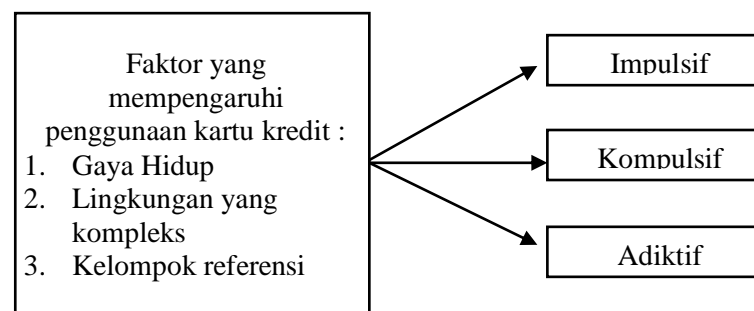 Faktor yang
mempengaruhi
penggunaan kartu kredit :
1. Gaya Hidup
2. Lingkungan yang
kompleks
3. Kelompok referensi
Impulsif
Kompulsif
Adiktif